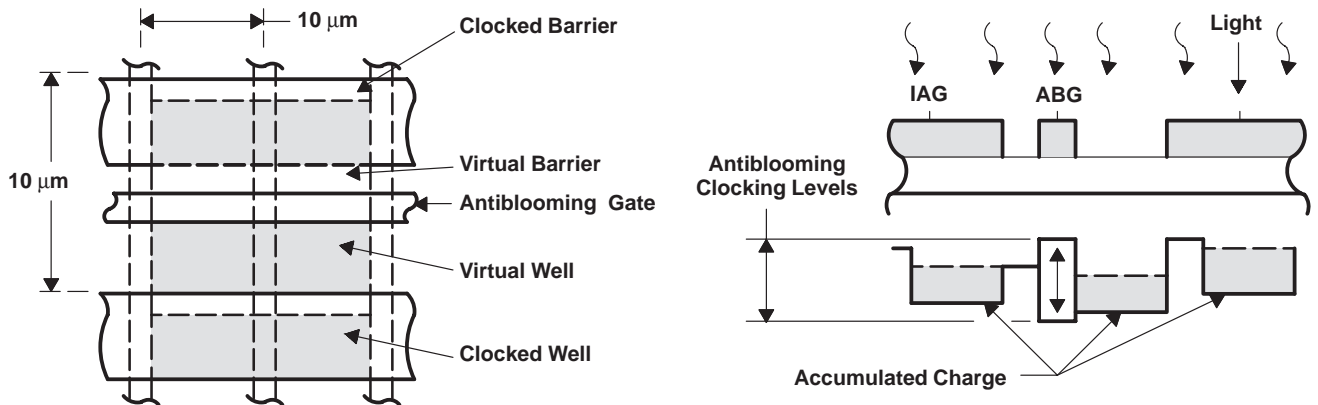 10 μm
Clocked Barrier
10 μm
Virtual Barrier
Antiblooming Gate
Virtual Well
Clocked Well
Light
IAG
ABG
Antiblooming
Clocking Levels
Accumulated Charge